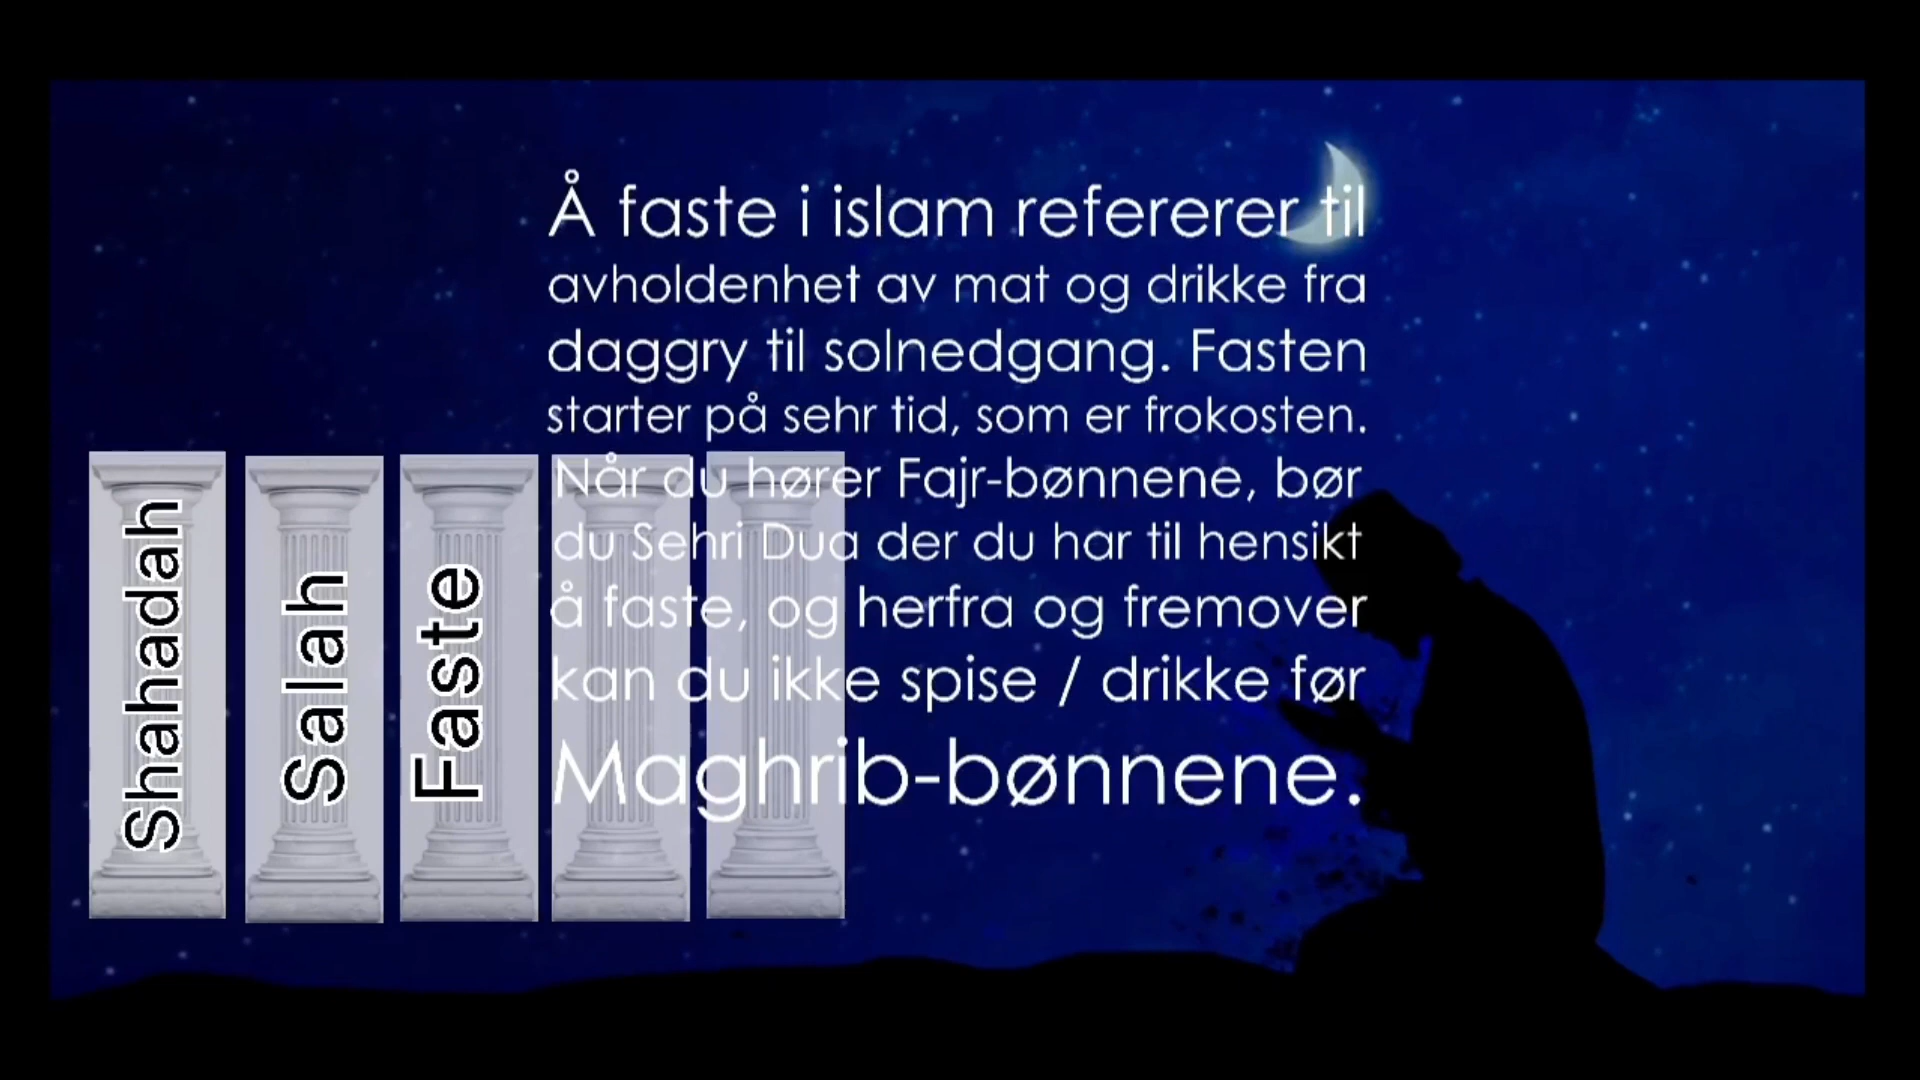 Å faste i islam refererer til
avholdenhet av mat og drikke fra
daggry til solnedgang. Fasten
starter på sehr tid, som er frokosten.
Når du hører Fajr-bønnene, bør
du Sehri Dua der du har til hensikt
å faste, og herfra og fremover
kan du ikke spise / drikke før
Maghrib-bønnene.
Shahadah
Salah
Faste